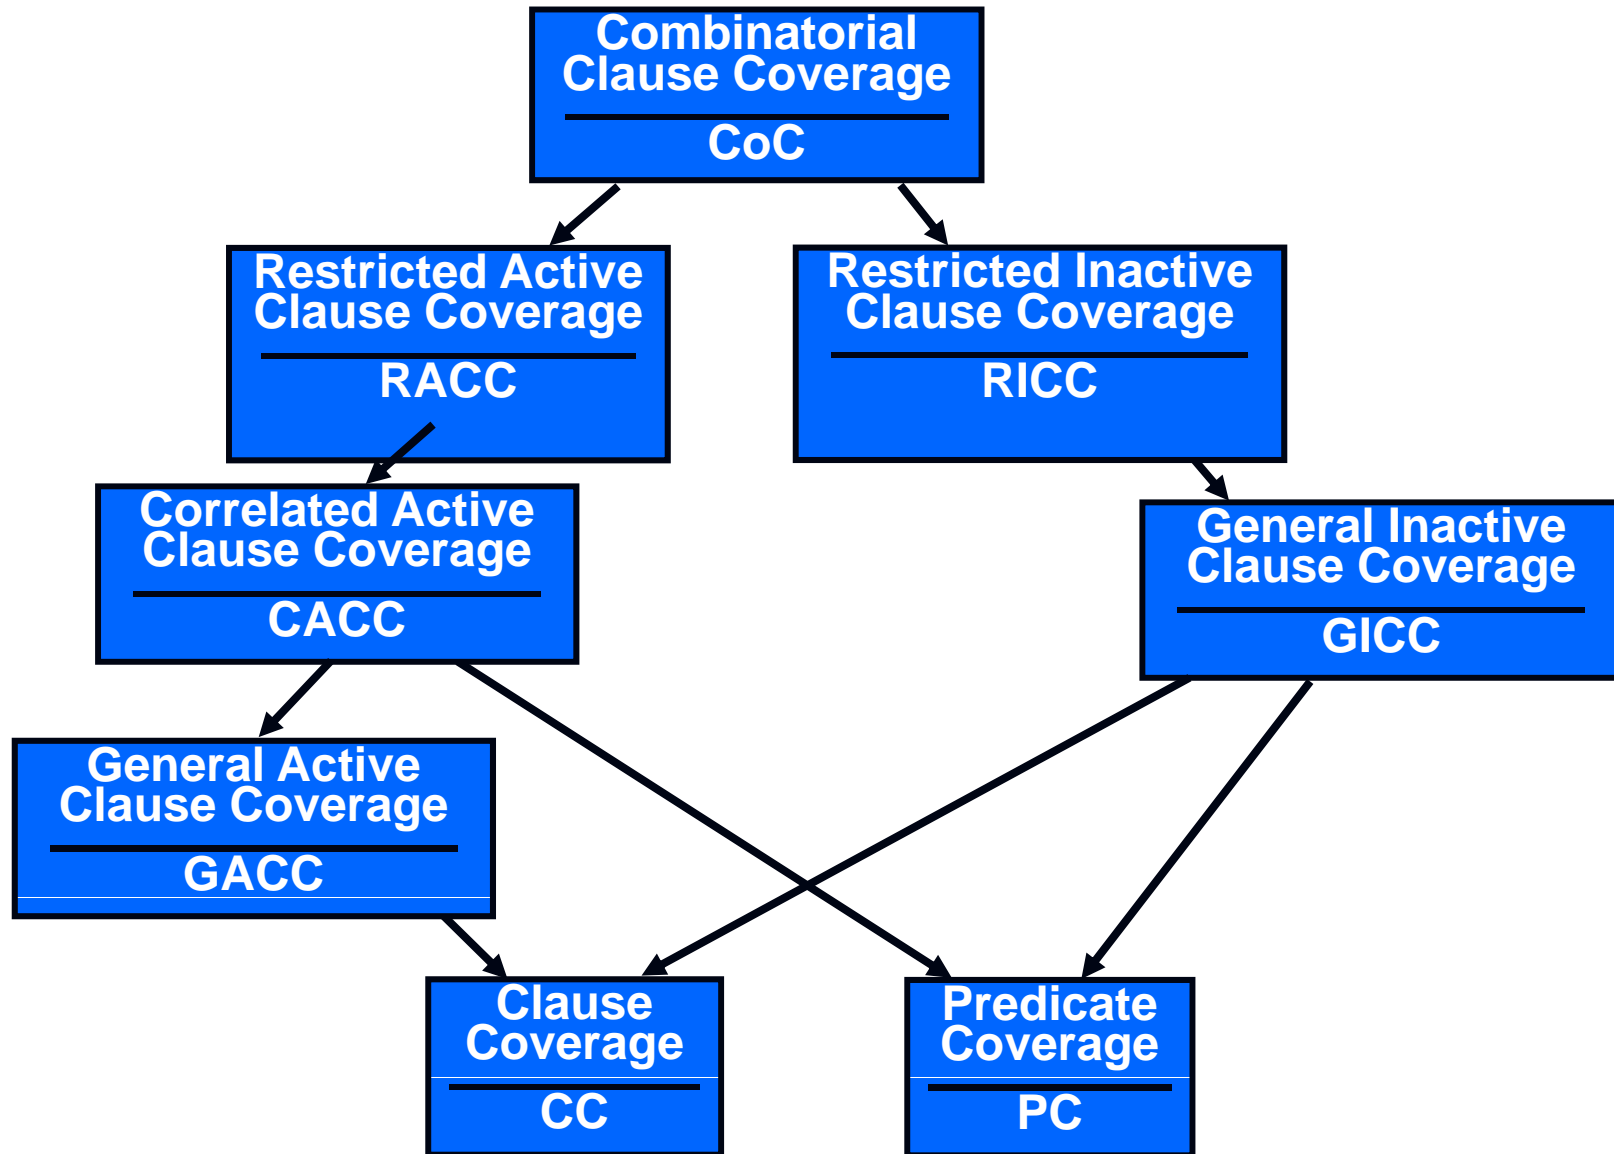 Combinatorial
Clause Coverage
CoC
Restricted Active
Clause Coverage
RACC
Restricted Inactive
Clause Coverage
RICC
Correlated Active
Clause Coverage
CACC
General Inactive
Clause Coverage
GICC
General Active
Clause Coverage
GACC
Clause
Coverage
CC
Predicate
Coverage
PC